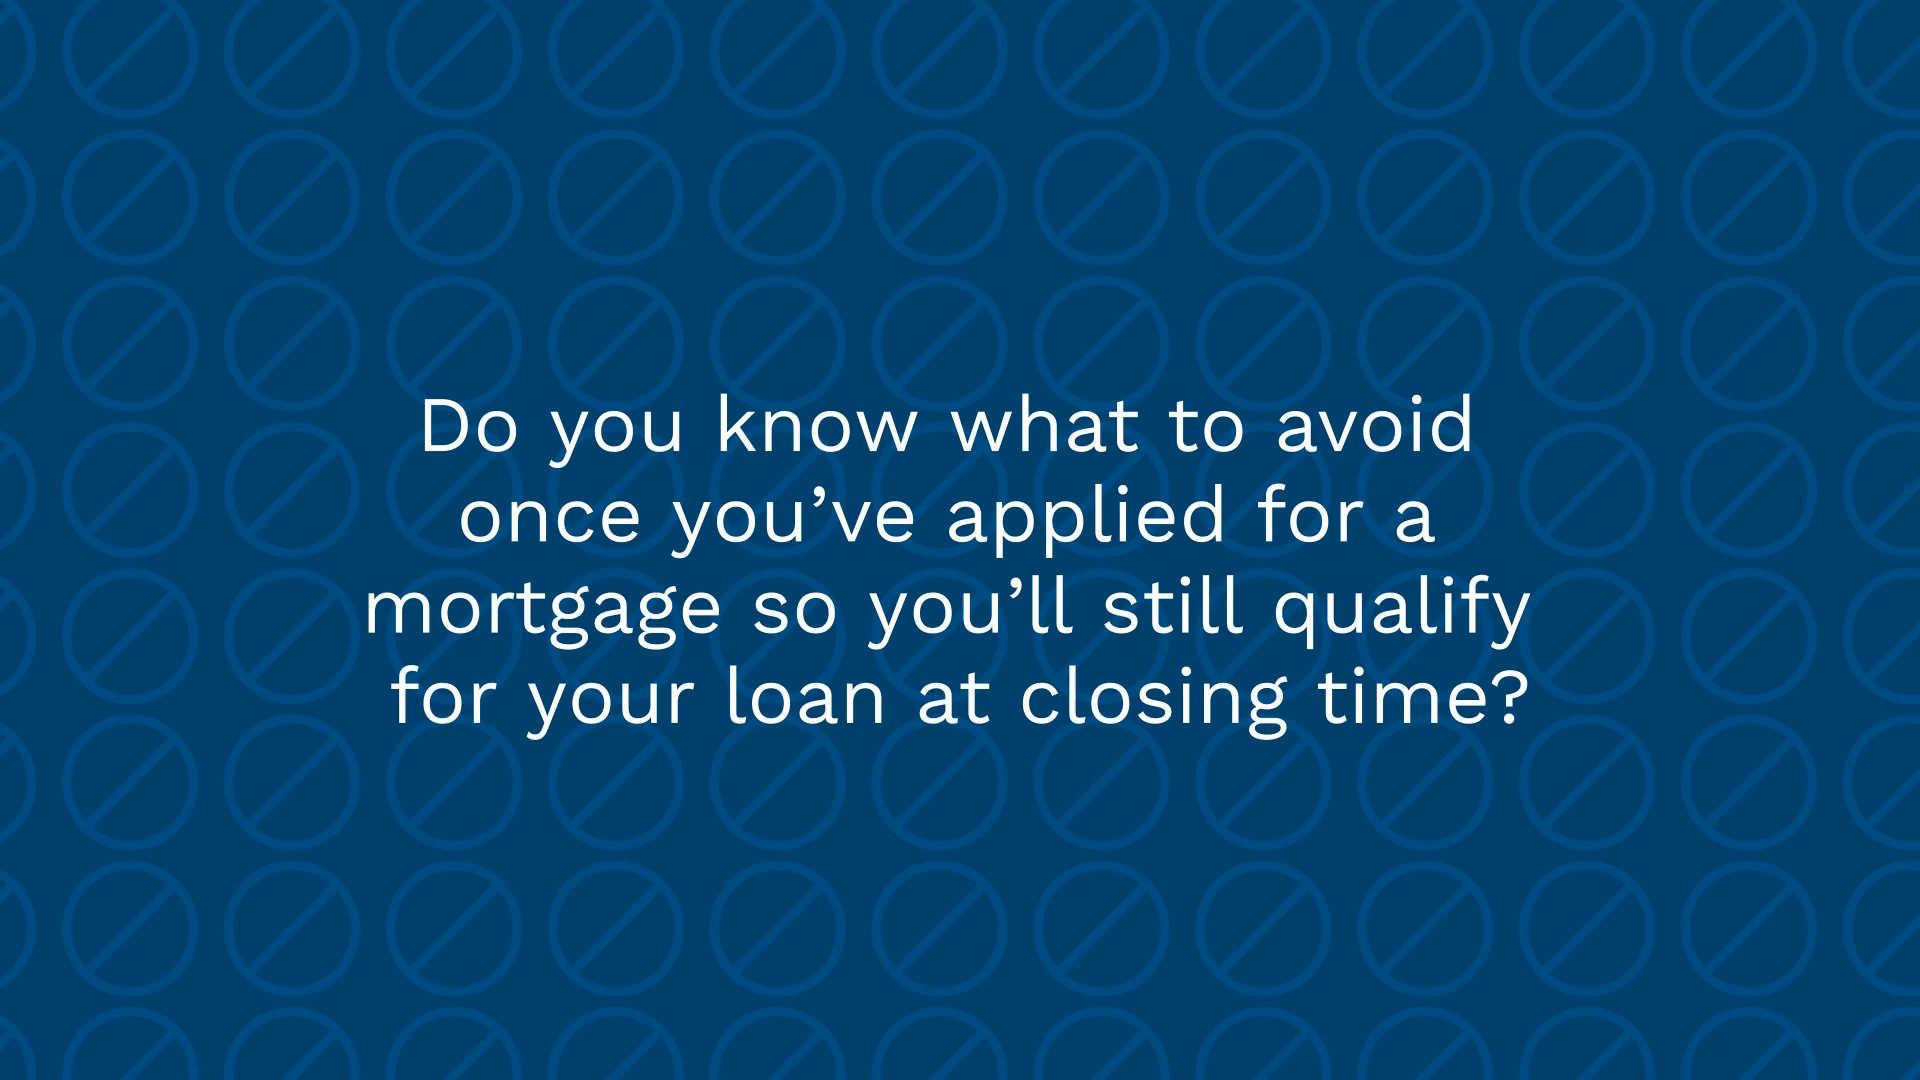 Do you know what to avoid
once you’ve applied for a
mortgage so you’ll still qualify
for your loan at closing time?